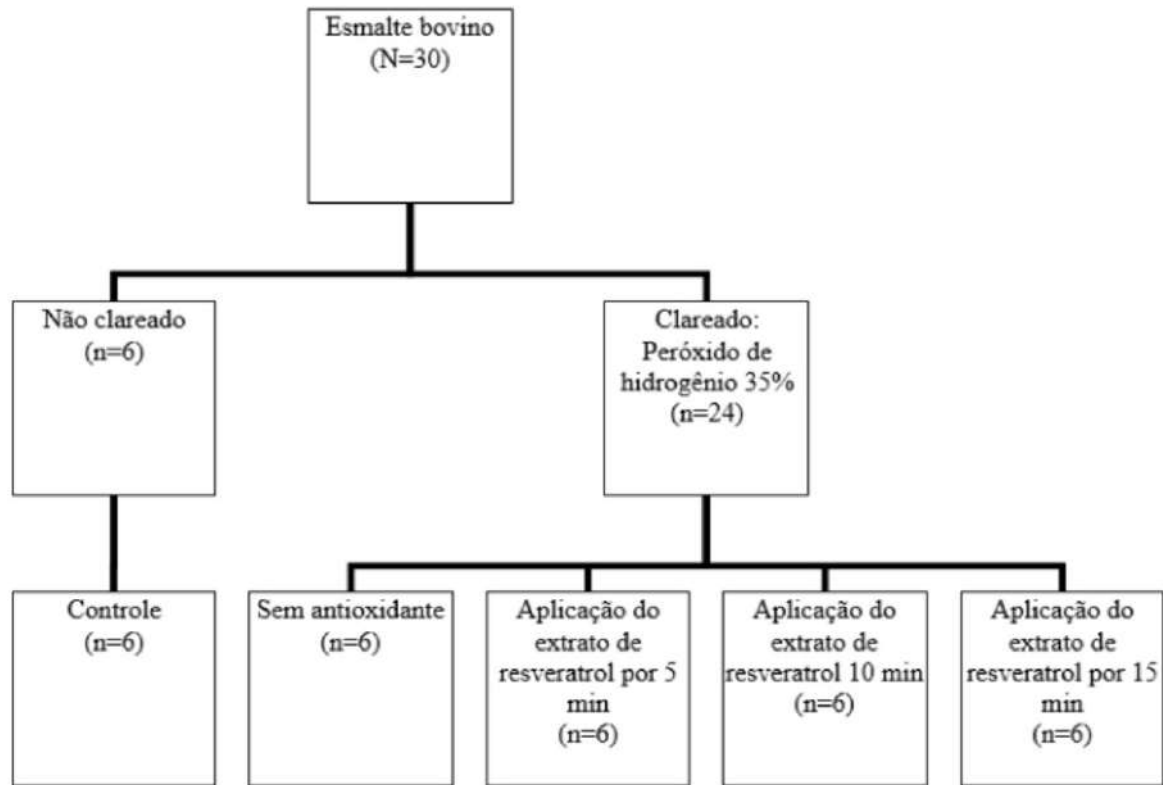 Esmalte bovino
(N=30)
Não clareado
(n=6)
Clareado:
Peróxido de
hidrogênio 35%
(n=24)
Controle
(n=6)
Sem antioxidante
(n=6)
Aplicação do
extrato de
resveratrol por 5
min
(n=6)
Aplicação do
extrato de
resveratrol 10 min
(n=6)
Aplicação do
extrato de
resveratrol por 15
min
(n=6)